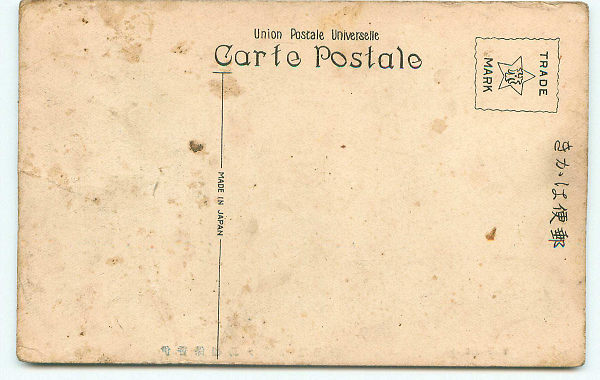 Union Postale Universelle
Carte Postale
TRADE
MARK
MADE IN JAPAN
郵便はかき